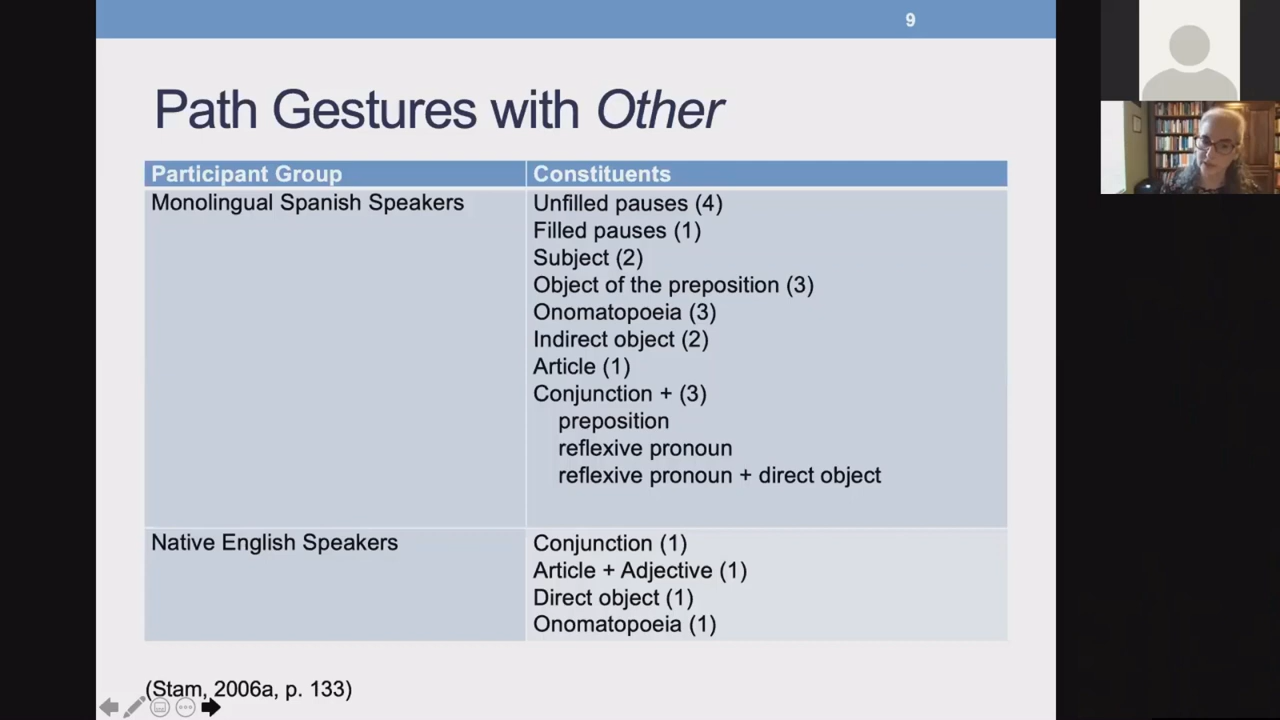 9
Path Gestures with Other
Participant Group
Constituents
Monolingual Spanish Speakers
Unfilled pauses (4)
Filled pauses (1)
Subject (2)
Object of the preposition (3)
Onomatopoeia (3)
Indirect object (2)
Article (1)
Conjunction + (3)
preposition
reflexive pronoun
reflexive pronoun + direct object
Native English Speakers
Conjunction (1)
Article + Adjective (1)
Direct object (1)
Onomatopoeia (1)
(Stam, 2006a, p. 133)